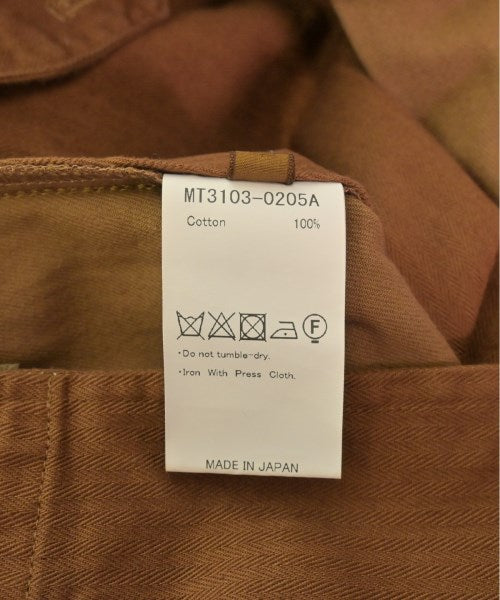 MT3103-0205A
Cotton 100%
F
･Do not tumble-dry.
･Iron With Press Cloth.
MADE IN JAPAN